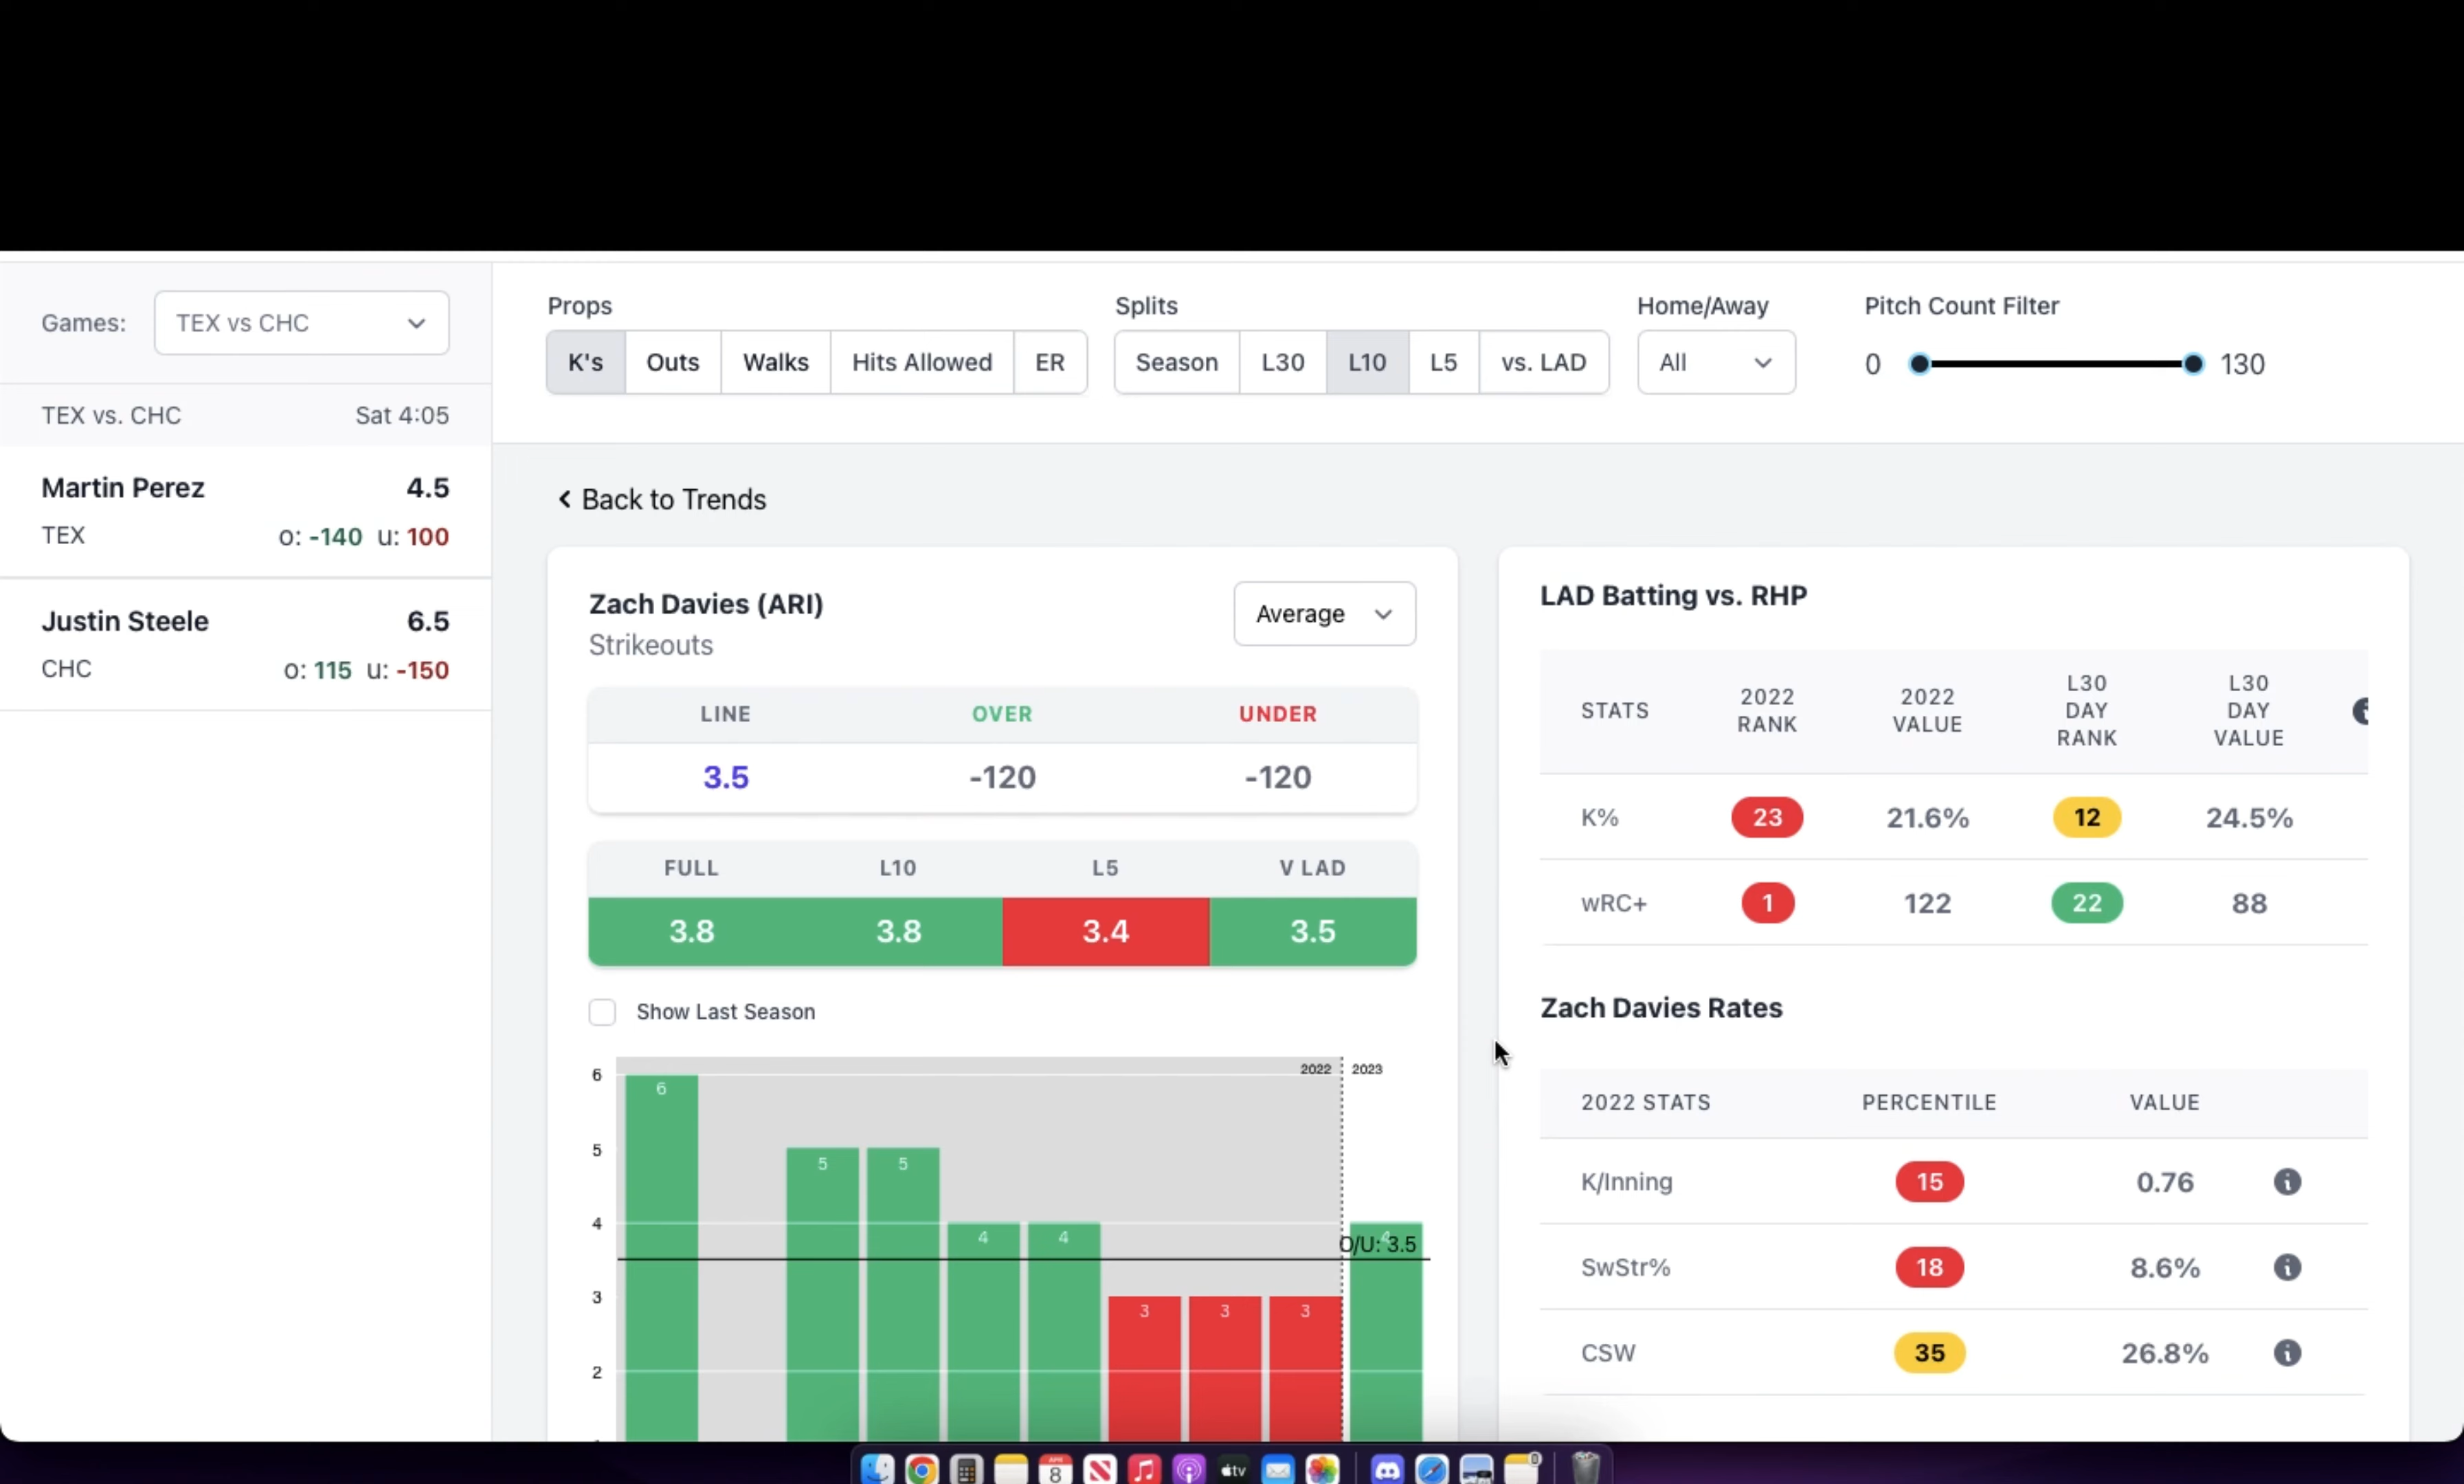 Games: TEX vs CHC
TEX vs. CHC Sat 4:05
Martin Perez 4.5
TEX o: -140 u: 100
Justin Steele 6.5
CHC o: 115 u: -150
Props Splits Home/Away Pitch Count Filter
K's Outs Walks Hits Allowed ER Season L30 L10 L5 vs. LAD All 0 130
Back to Trends
Zach Davies (ARI)
Strikeouts
Average
LINE OVER UNDER
3.5 -120 -120
FULL L10 L5 V LAD
3.8 3.8 3.4 3.5
Show Last Season
2022 2023
6 6
5 5 5
4 4 4 4
O/U: 3.5
3 3 3 3
2
LAD Batting vs. RHP
STATS 2022 RANK 2022 VALUE L30 DAY RANK L30 DAY VALUE
K% 23 21.6% 12 24.5%
wRC+ 1 122 22 88
Zach Davies Rates
2022 STATS PERCENTILE VALUE
K/Inning 15 0.76
SwStr% 18 8.6%
CSW 35 26.8%
APR
8
tv